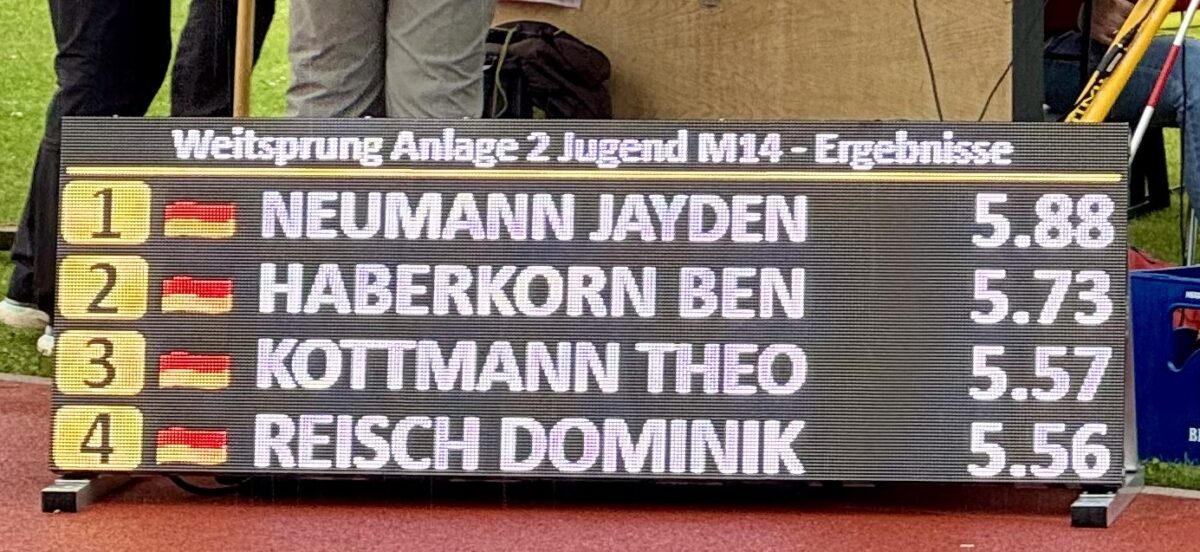 Weitsprung Anlage 2 Jugend M14 - Ergebnisse
1 NEUMANN JAYDEN 5.88
2 HABERKORN BEN 5.73
3 KOTTMANN THEO 5.57
4 REISCH DOMINIK 5.56